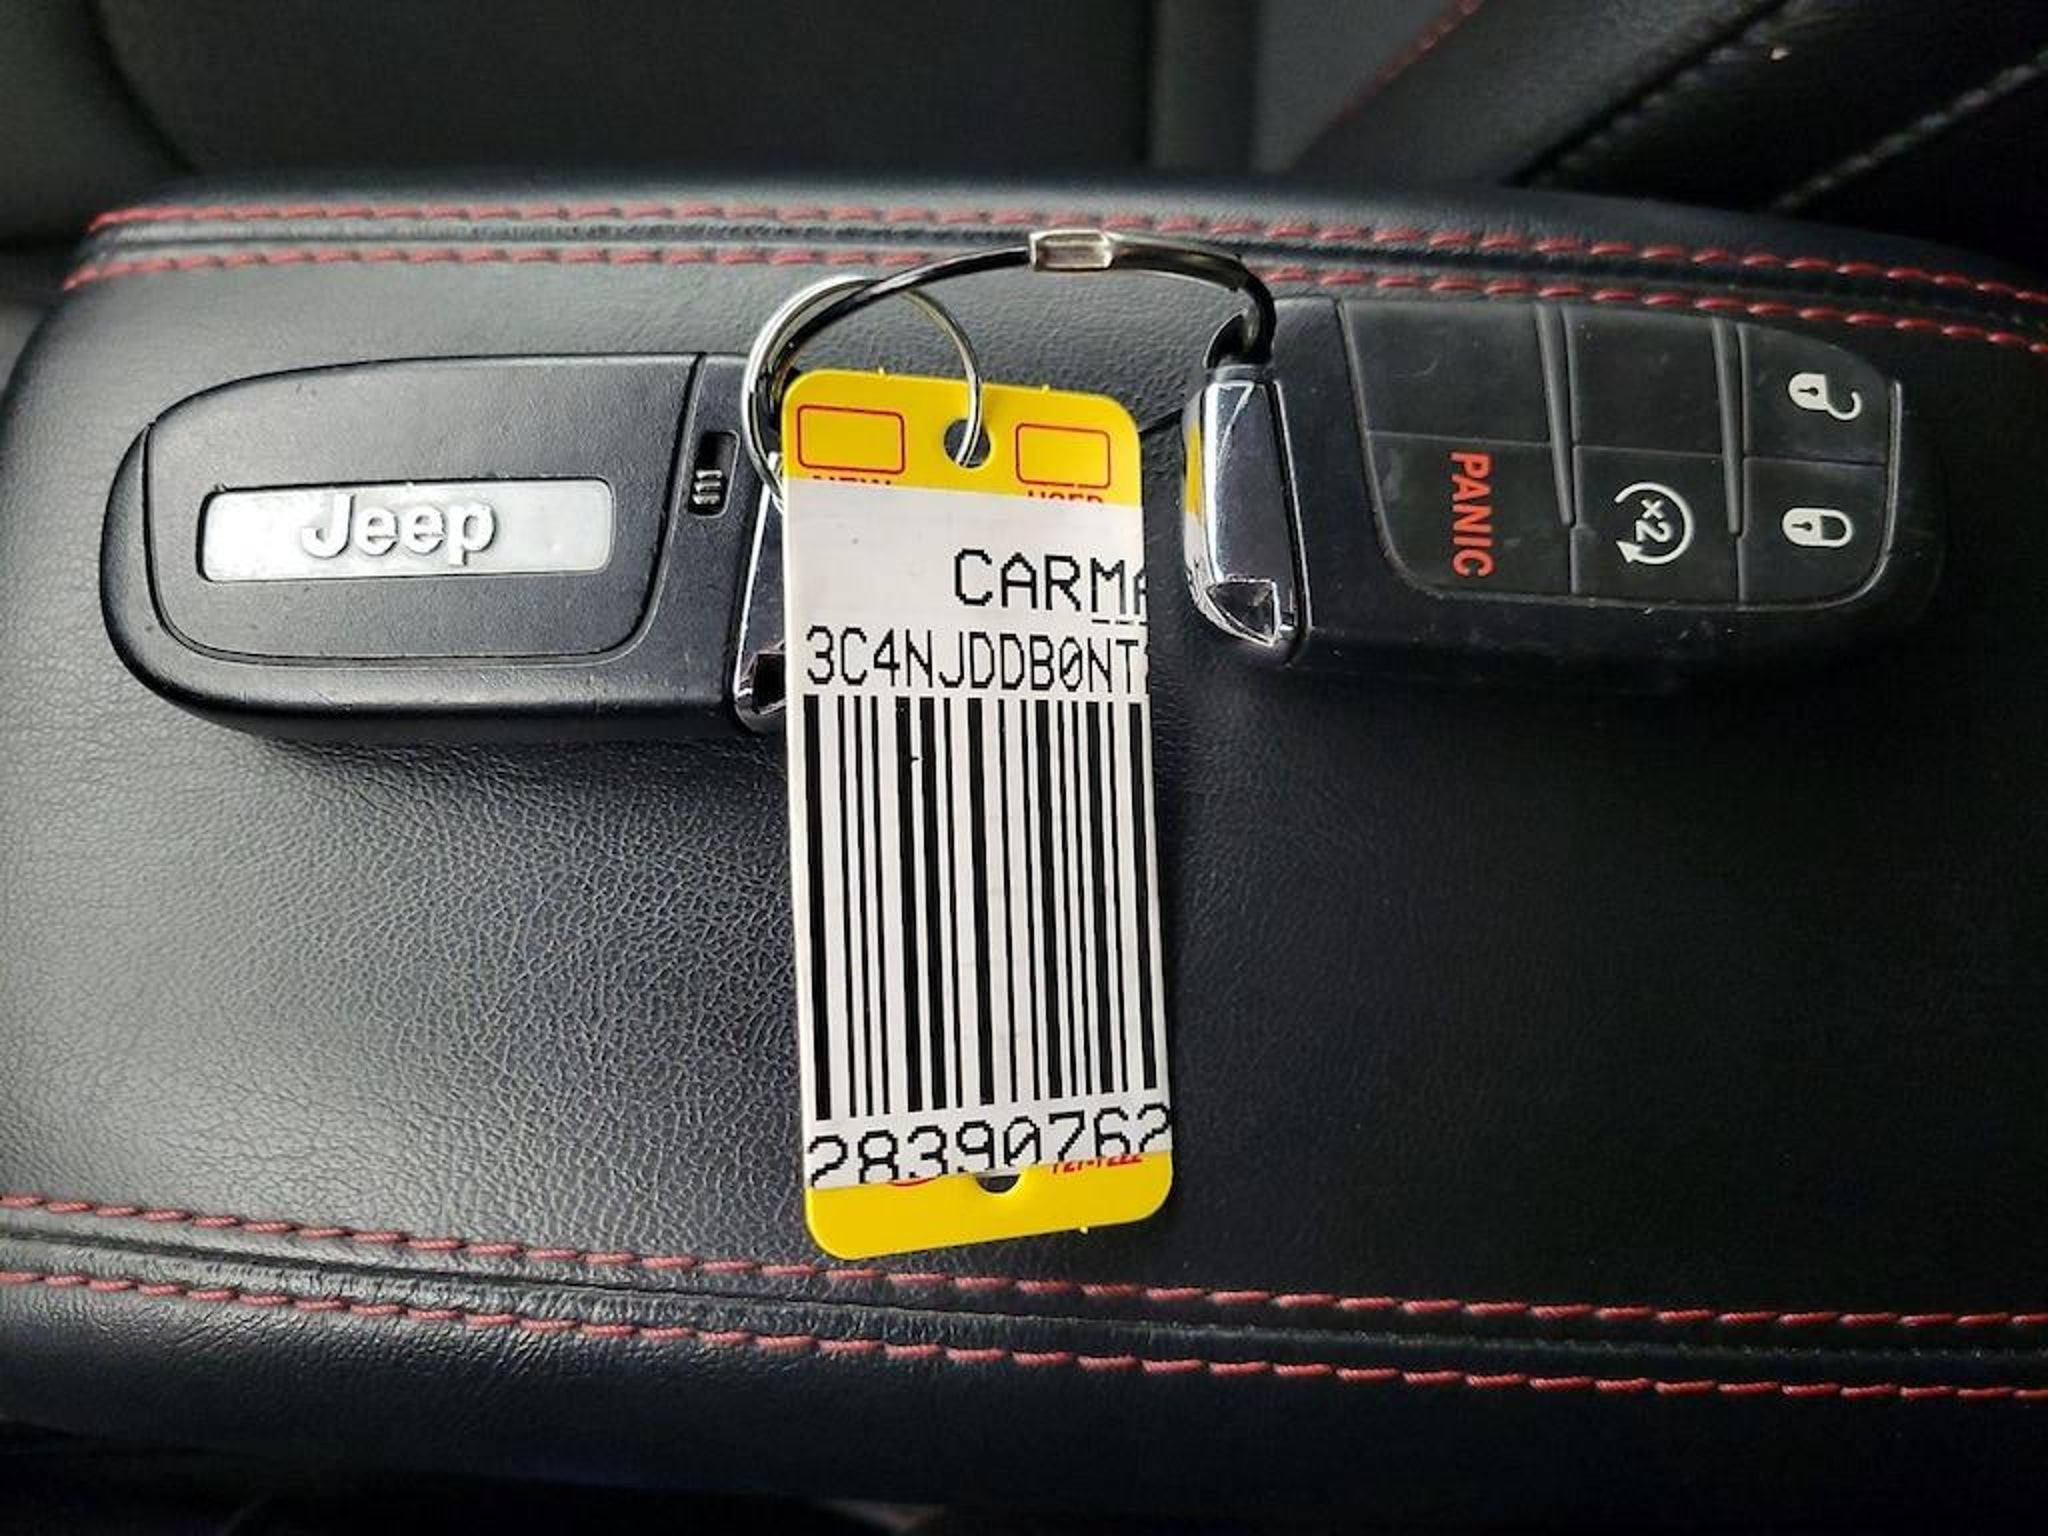 Jeep
CARMA
3C4NJDDB0NT
28390762
PANIC
×2